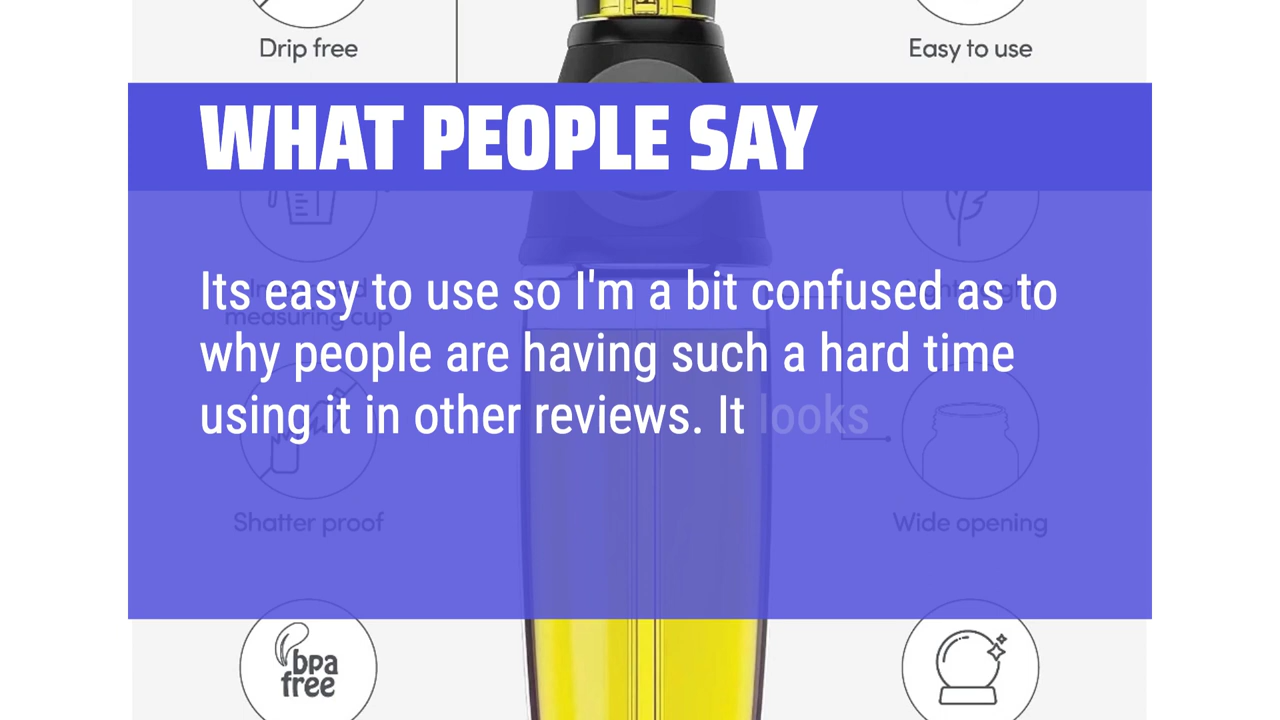 Drip free
Easy to use
WHAT PEOPLE SAY
Its easy to use so I'm a bit confused as to
measuring cup
why people are having such a hard time
using it in other reviews. It looks
Shatter proof
Wide opening
bpa
free